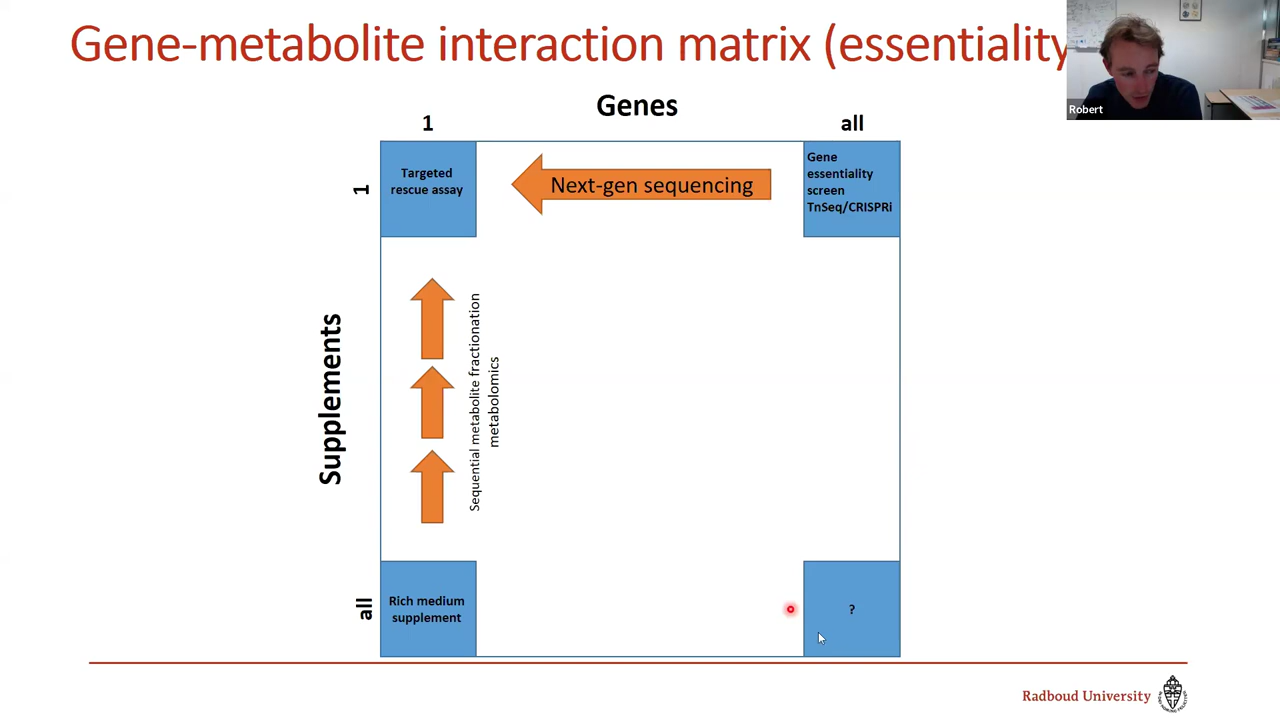 Gene-metabolite interaction matrix (essentiality
Robert
Genes
1
all
1
Targeted
rescue assay
Next-gen sequencing
Gene
essentiality
screen
TnSeq/CRISPRi
Supplements
Sequential metabolite fractionation
metabolomics
all
Rich medium
supplement
?
Radboud University